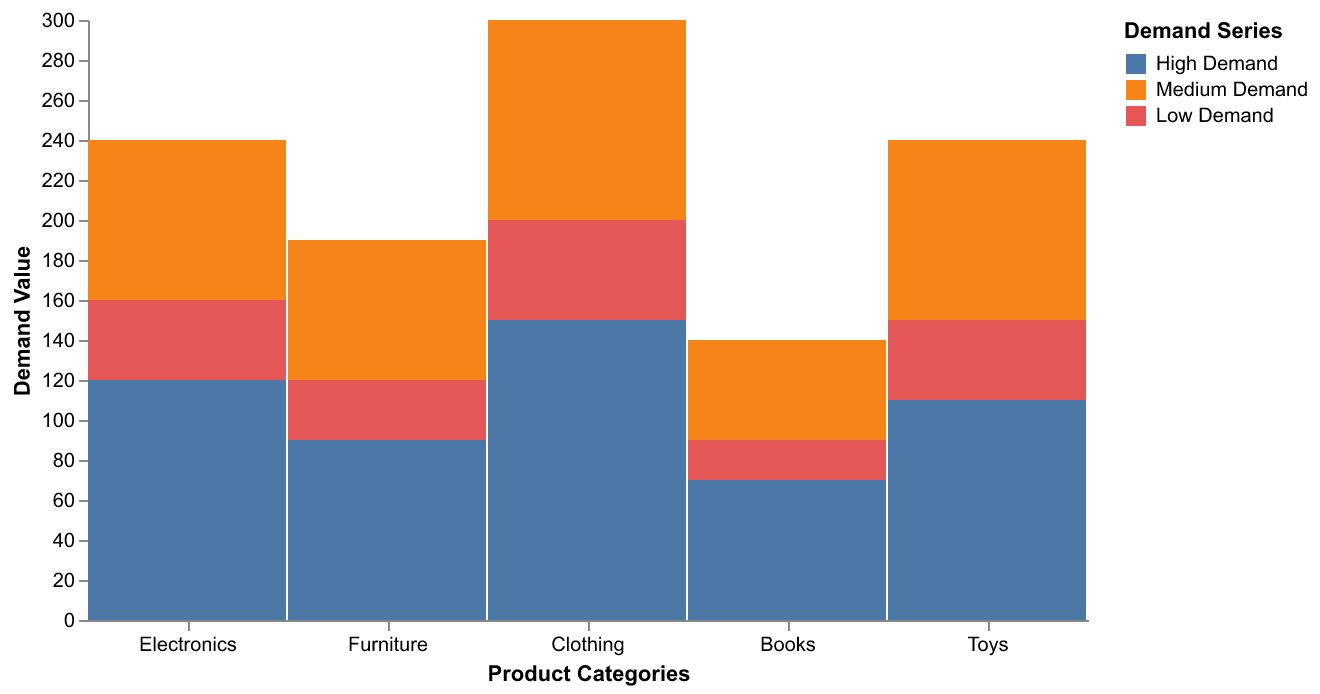 300
280
260
240
220
200
180
160
140
120
100
80
60
40
20
0
Demand Value
Electronics
Furniture
Clothing
Books
Toys
Product Categories
Demand Series
High Demand
Medium Demand
Low Demand